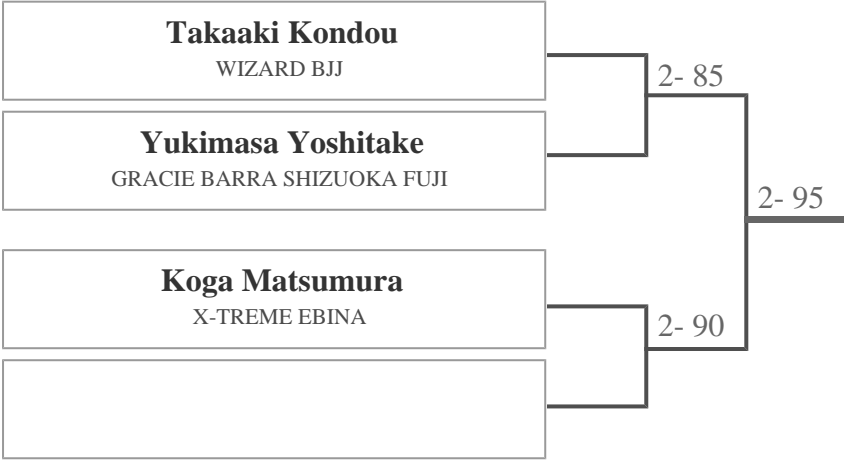 Takaaki Kondou
WIZARD BJJ
2- 85
Yukimasa Yoshitake
GRACIE BARRA SHIZUOKA FUJI
2- 95
Koga Matsumura
X-TREME EBINA
2- 90